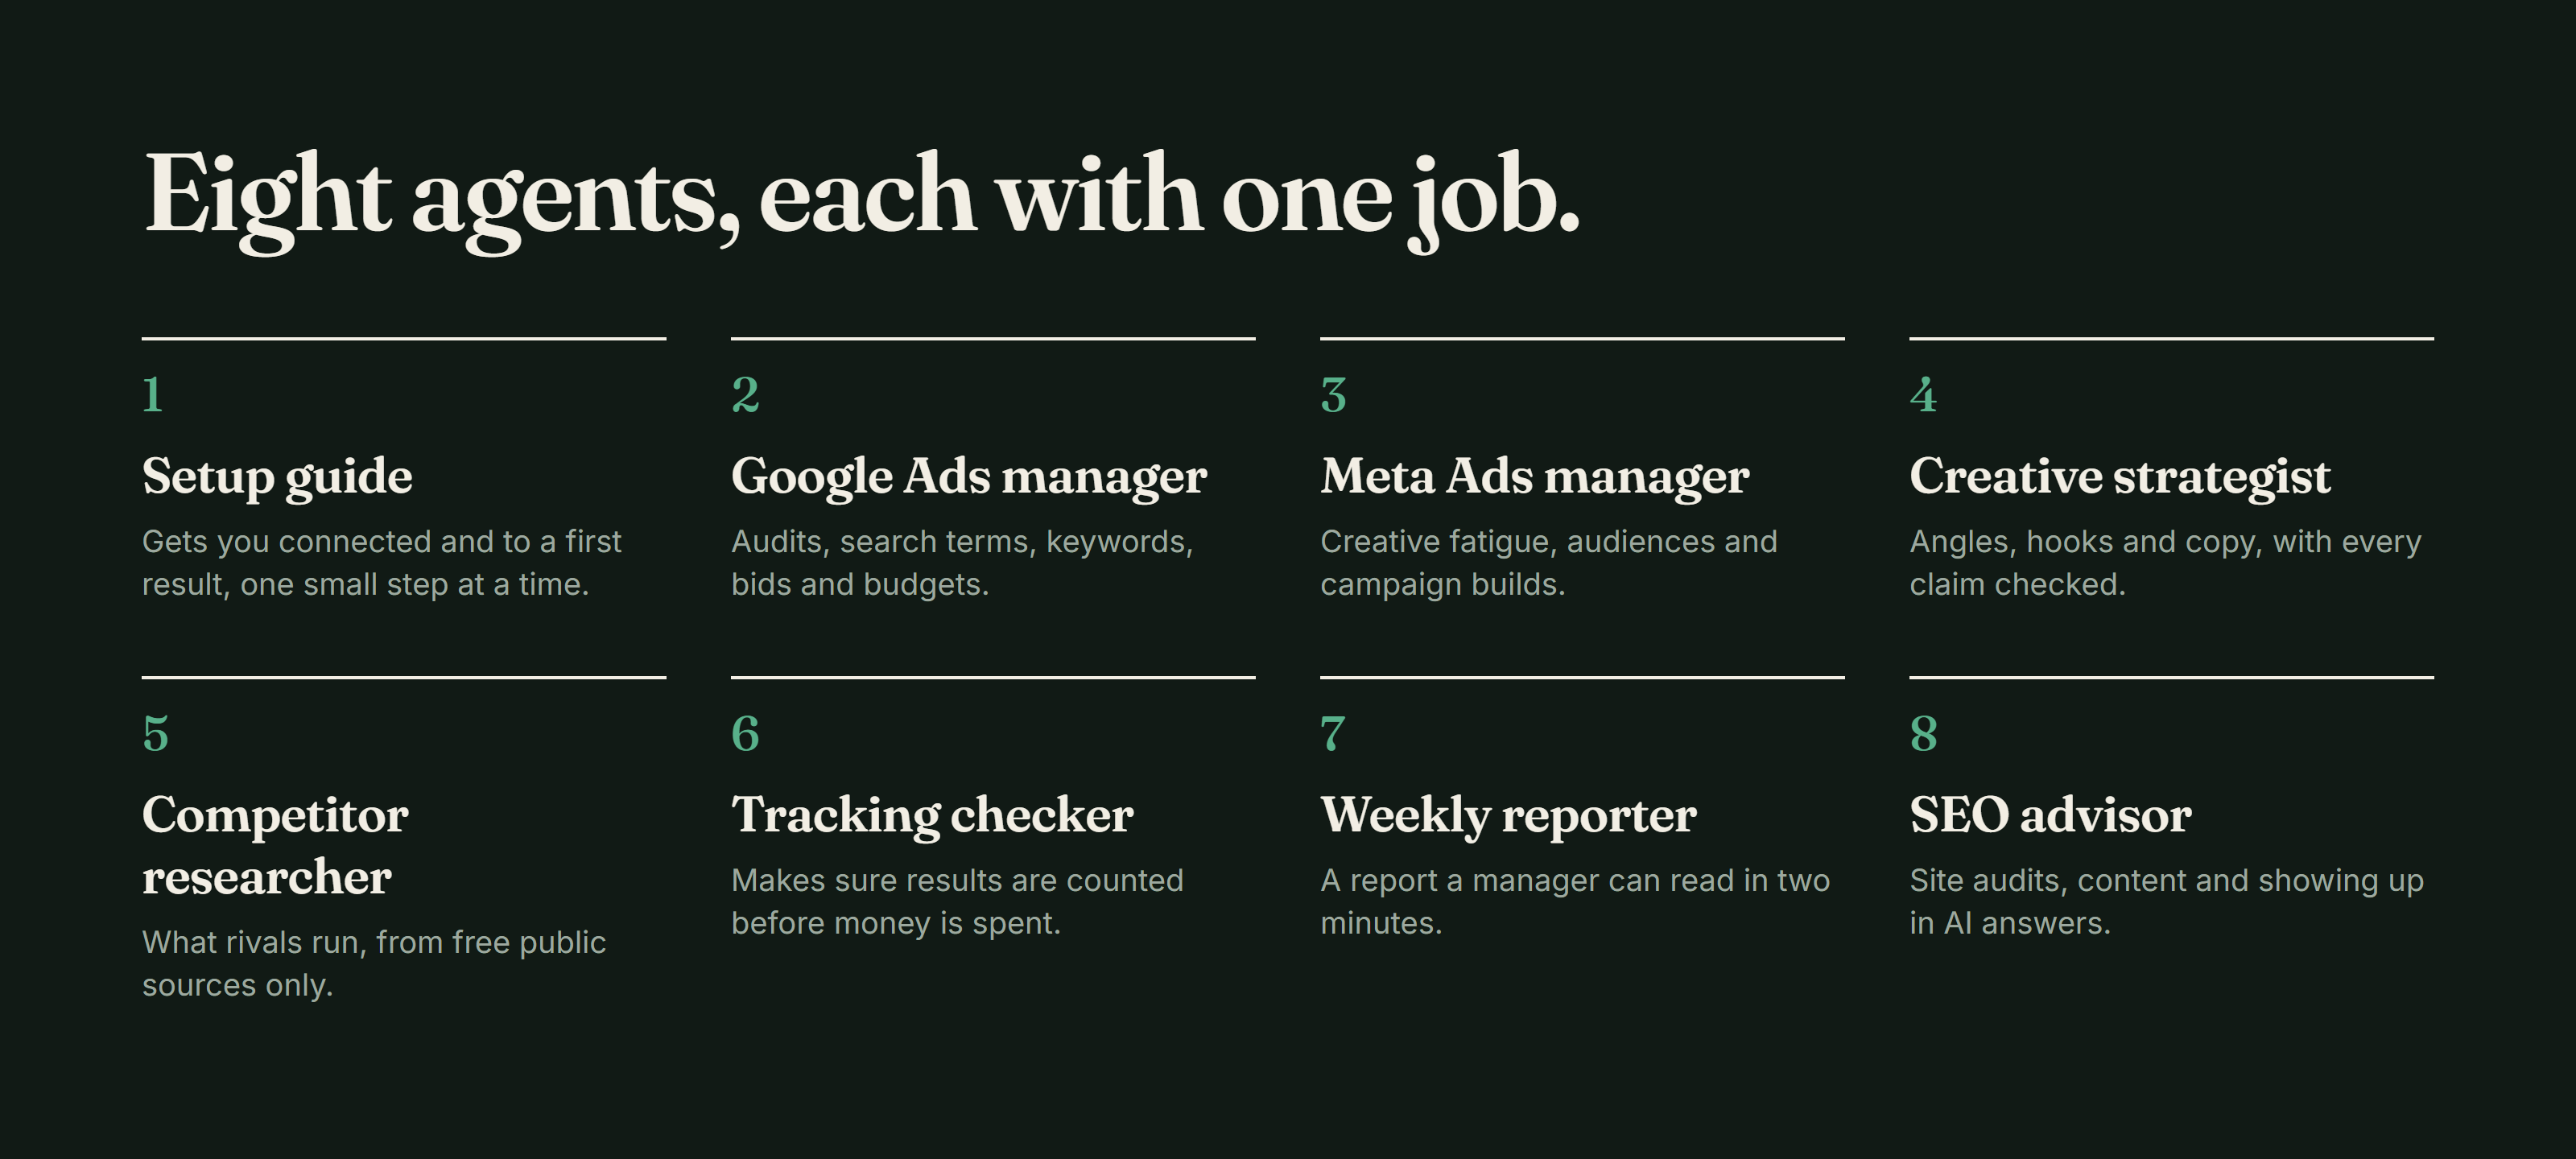 Eight agents, each with one job.
1
Setup guide
Gets you connected and to a first
result, one small step at a time.
2
Google Ads manager
Audits, search terms, keywords,
bids and budgets.
3
Meta Ads manager
Creative fatigue, audiences and
campaign builds.
4
Creative strategist
Angles, hooks and copy, with every
claim checked.
5
Competitor
researcher
What rivals run, from free public
sources only.
6
Tracking checker
Makes sure results are counted
before money is spent.
7
Weekly reporter
A report a manager can read in two
minutes.
8
SEO advisor
Site audits, content and showing up
in AI answers.